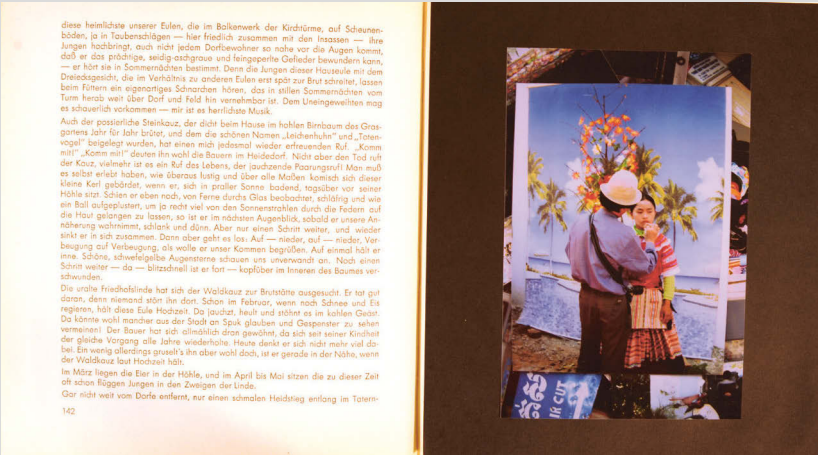 diese heimlichste unserer Eulen, die im Balkenwerk der Kirchtürme, auf Scheunen-
böden, ja in Taubenschlägen — hier friedlich zusammen mit den Insassen — ihre
Jungen hochbringt, auch nicht jedem Dorfbewohner so nahe vor die Augen kommt,
daß er das prächtige, seidig-aschgraue und feingeperlte Gefieder bewundern kann,
— er hört sie in Sommernächten bestimmt. Denn die Jungen dieser Hauseule mit dem
Dreiecksgesicht, die im Verhältnis zu anderen Eulen erst spät zur Brut schreitet, lassen
beim Füttern ein eigenartiges Schnarchen hören, das in stillen Sommernächten vom
Turm herab weit über Dorf und Feld hin vernehmbar ist. Dem Uneingeweihten mag
es schauerlich vorkommen — mir ist es herrlichste Musik.
Auch der possierliche Steinkauz, der dicht beim Hause im hohlen Birnbaum des Gras-
gartens Jahr für Jahr brütet, und dem die schönen Namen „Leichenhuhn" und „Toten-
vogel" beigelegt wurden, hat einen mich jedesmal wieder erfreuenden Ruf. „Komm
mit!" „Komm mit!" deuten ihn wohl die Bauern im Heidedorf. Nicht aber den Tod ruft
der Kauz, vielmehr ist es ein Ruf des Lebens, der jauchzende Paarungsruf! Man muß
es selbst erlebt haben, wie überaus lustig und über alle Maßen komisch sich dieser
kleine Kerl gebärdet, wenn er, sich in praller Sonne badend, tagsüber vor seiner
Höhle sitzt. Schien er eben noch, von Ferne durchs Glas beobachtet, schläfrig und wie
ein Ball aufgeplustert, um ja recht viel von den Sonnenstrahlen durch die Federn auf
die Haut gelangen zu lassen, so ist er im nächsten Augenblick, sobald er unsere An-
näherung wahrnimmt, schlank und dünn. Aber nur einen Schritt weiter, und wieder
sinkt er in sich zusammen. Dann aber geht es los: Auf — nieder, auf — nieder, Ver-
beugung auf Verbeugung, als wolle er unser Kommen begrüßen. Auf einmal hält er
inne. Schöne, schwefelgelbe Augensterne schauen uns unverwandt an. Noch einen
Schritt weiter — da — blitzschnell ist er fort — kopfüber im Inneren des Baumes ver-
schwunden.
Die uralte Friedhofslinde hat sich der Waldkauz zur Brutstätte ausgesucht. Er tat gut
daran, denn niemand stört ihn dort. Schon im Februar, wenn noch Schnee und Eis
regieren, hält diese Eule Hochzeit. Da jauchzt, heult und stöhnt es im kahlen Geäst.
Da könnte wohl mancher aus der Stadt an Spuk glauben und Gespenster zu sehen
vermeinen! Der Bauer hat sich allmählich dran gewöhnt, da sich seit seiner Kindheit
der gleiche Vorgang alle Jahre wiederholte. Heute denkt er sich nicht mehr viel da-
bei. Ein wenig allerdings gruselt's ihn aber wohl doch, ist er gerade in der Nähe, wenn
der Waldkauz laut Hochzeit hält.
Im März liegen die Eier in der Höhle, und im April bis Mai sitzen die zu dieser Zeit
oft schon flüggen Jungen in den Zweigen der Linde.
Gar nicht weit vom Dorfe entfernt, nur einen schmalen Heidstieg entlang im Tatern-
142
IR CUT